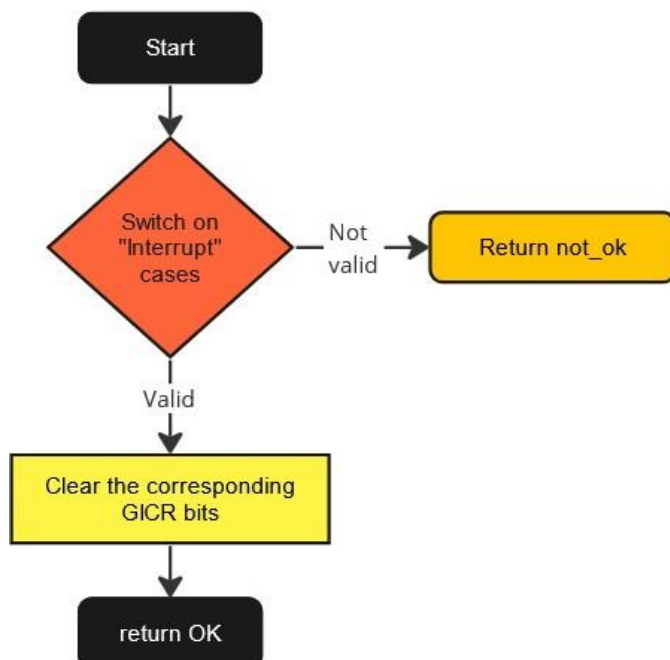 Start
Switch on
"Interrupt"
cases
Not
valid
Return not_ok
Valid
Clear the corresponding
GICR bits
return OK